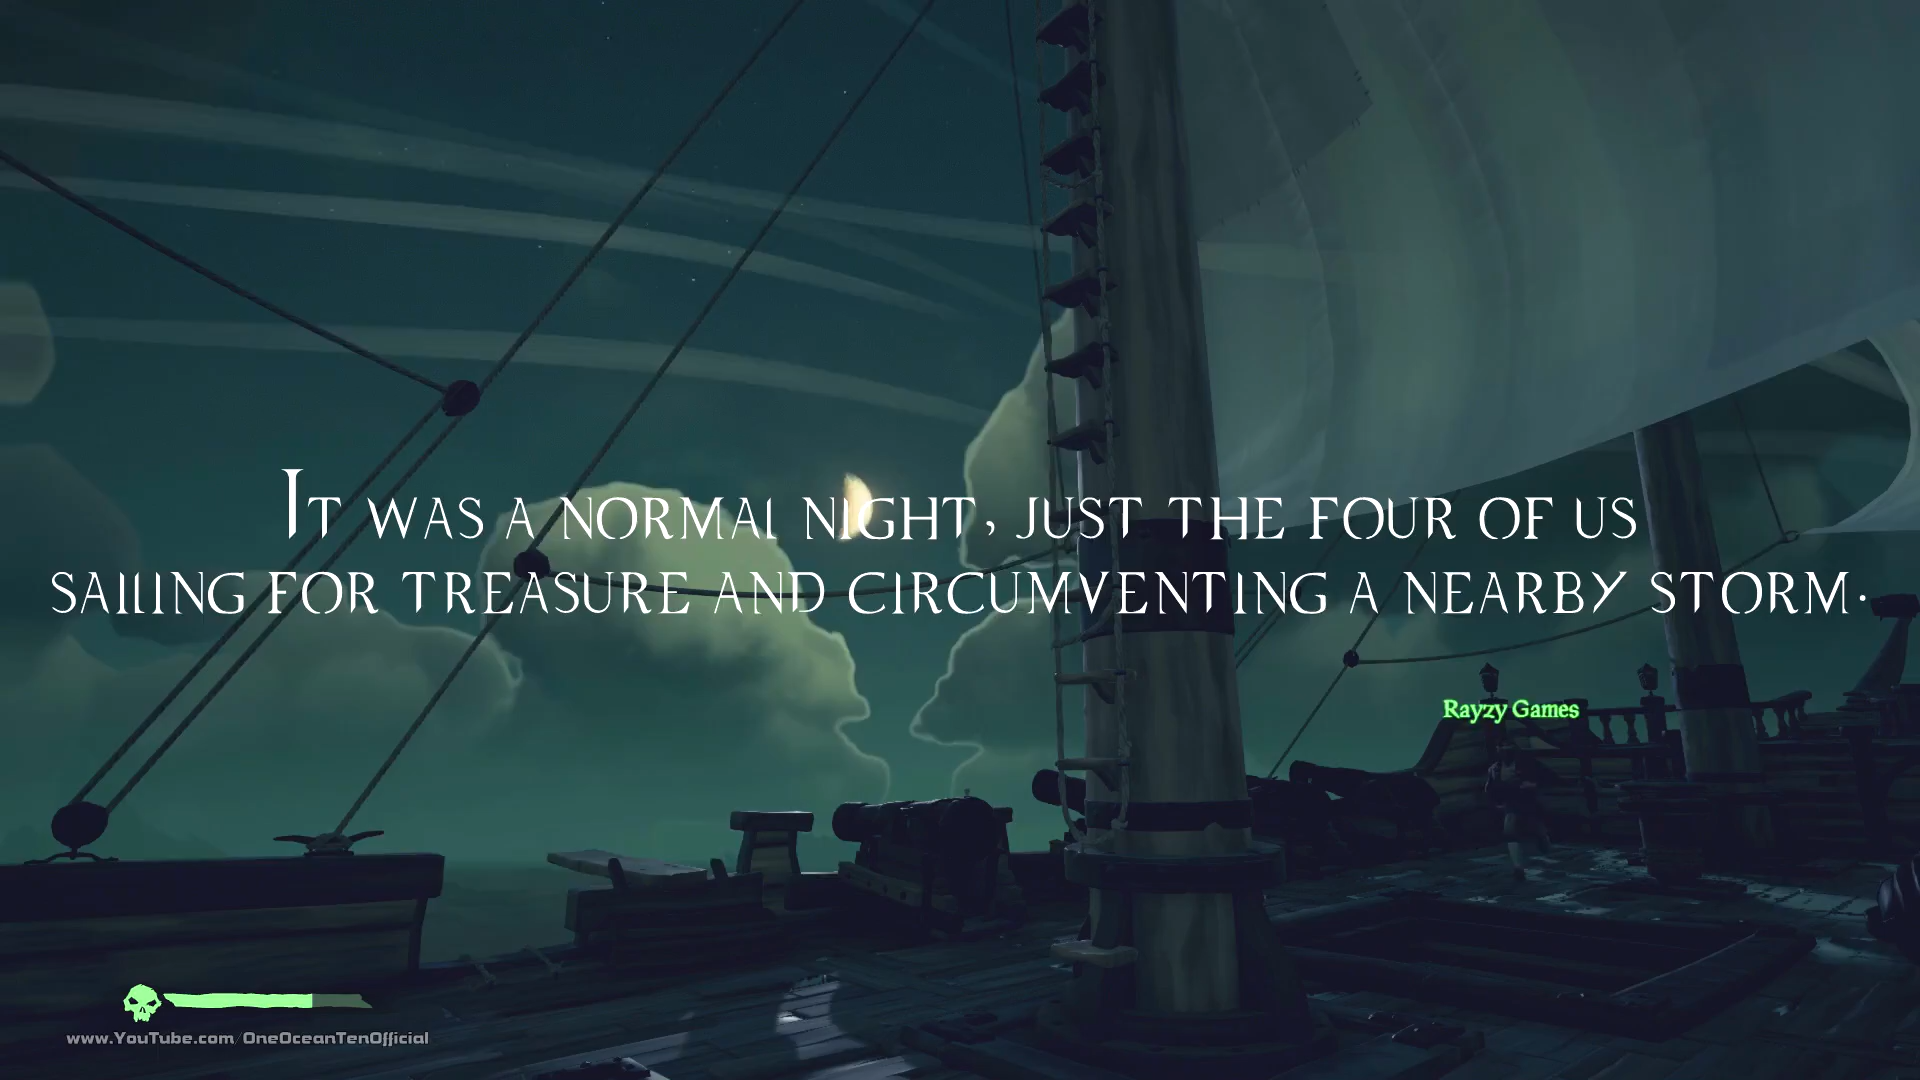 It was a normal night, just the four of us
sailing for treasure and circumventing a nearby storm.
Rayzy Games
www.YouTube.com/OneOceanTenOfficial